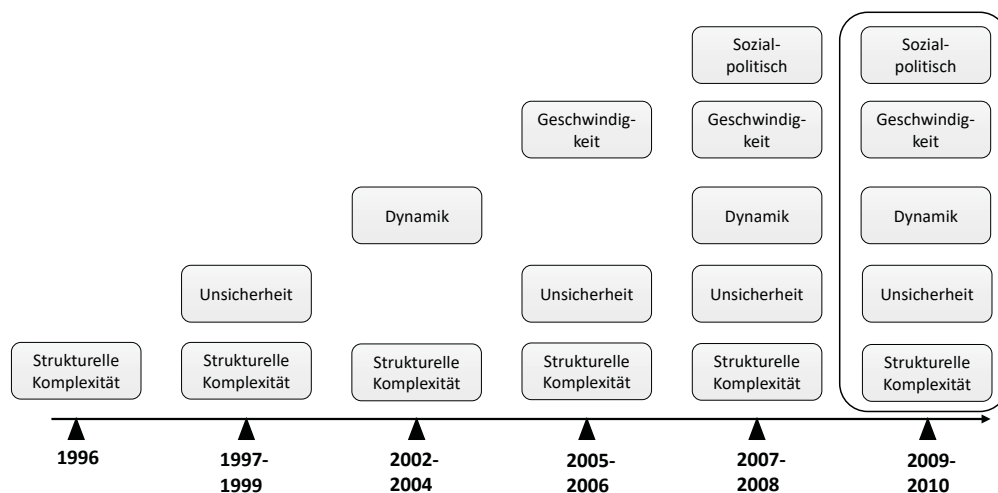 Sozial-
politisch
Sozial-
politisch
Geschwindig-
keit
Geschwindig-
keit
Geschwindig-
keit
Dynamik
Dynamik
Dynamik
Unsicherheit
Unsicherheit
Unsicherheit
Unsicherheit
Strukturelle
Komplexität
Strukturelle
Komplexität
Strukturelle
Komplexität
Strukturelle
Komplexität
Strukturelle
Komplexität
Strukturelle
Komplexität
1996
1997-
1999
2002-
2004
2005-
2006
2007-
2008
2009-
2010